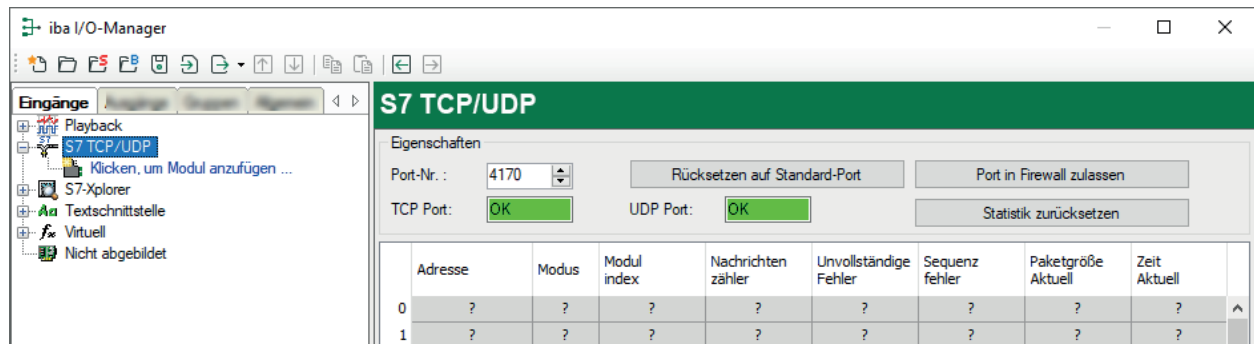 iba I/O-Manager
Eingänge
Playback
S7 TCP/UDP
Klicken, um Modul anzufügen ...
S7-Xplorer
Textschnittstelle
Virtuell
Nicht abgebildet
S7 TCP/UDP
Eigenschaften
Port-Nr. : 4170 Rücksetzen auf Standard-Port Port in Firewall zulassen
TCP Port: OK UDP Port: OK Statistik zurücksetzen
Adresse Modus Modul index Nachrichten zähler Unvollständige Fehler Sequenz fehler Paketgröße Aktuell Zeit Aktuell
0 ? ? ? ? ? ? ? ?
1 ? ? ? ? ? ? ? ?